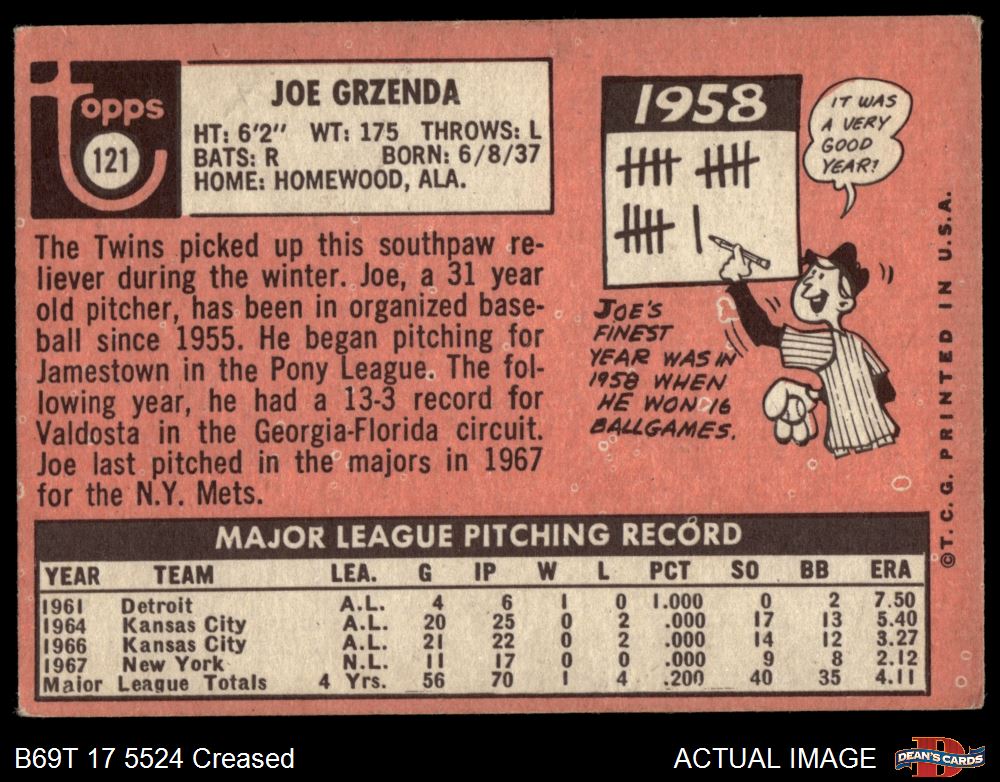 Topps
121
JOE GRZENDA
HT: 6'2" WT: 175 THROWS: L
BATS: R BORN: 6/8/37
HOME: HOMEWOOD, ALA.
The Twins picked up this southpaw re-
liever during the winter. Joe, a 31 year
old pitcher, has been in organized base-
ball since 1955. He began pitching for
Jamestown in the Pony League. The fol-
lowing year, he had a 13-3 record for
Valdosta in the Georgia-Florida circuit.
Joe last pitched in the majors in 1967
for the N.Y. Mets.
1958
IT WAS
A VERY
GOOD
YEAR!
JOE'S
FINEST
YEAR WAS IN
1958 WHEN
HE WON 16
BALLGAMES.
©T.C.G. PRINTED IN U.S.A.
MAJOR LEAGUE PITCHING RECORD
YEAR TEAM LEA. G IP W L PCT SO BB ERA
1961 Detroit A.L. 4 6 1 0 1.000 0 2 7.50
1964 Kansas City A.L. 20 25 0 2 .000 17 13 5.40
1966 Kansas City A.L. 21 22 0 2 .000 14 12 3.27
1967 New York N.L. 11 17 0 0 .000 9 8 2.12
Major League Totals 4 Yrs. 56 70 1 4 .200 40 35 4.11
B69T 17 5524 Creased
ACTUAL IMAGE
DEAN'S CARDS